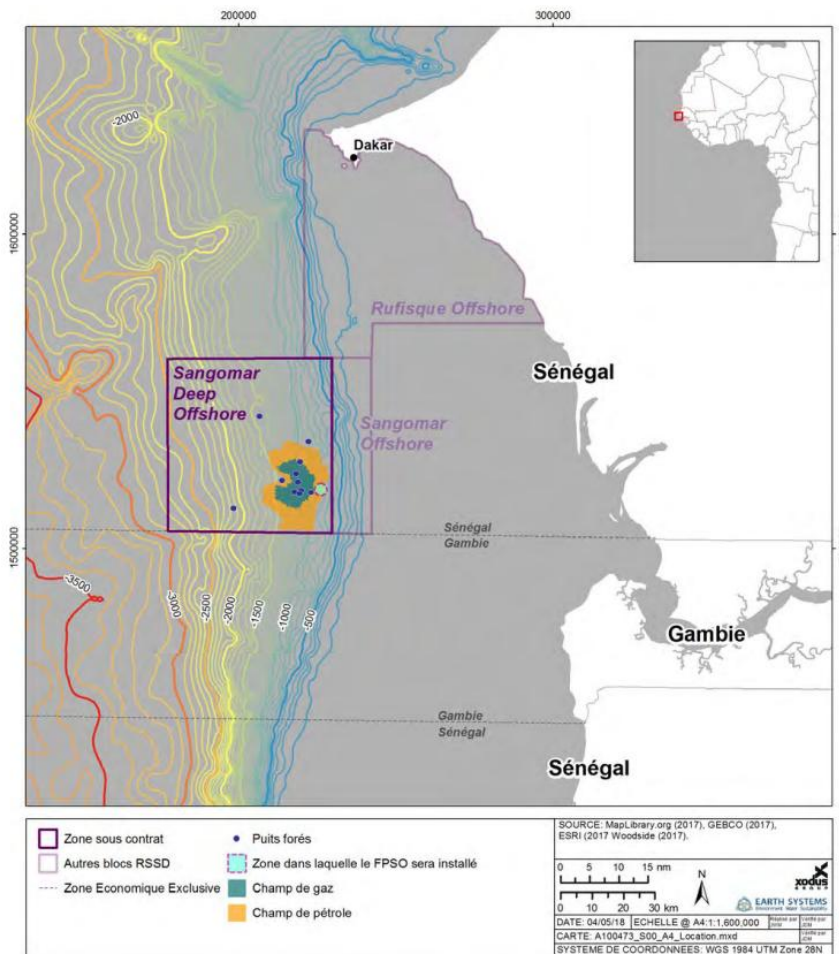 200000
300000
-2000
Dakar
1600000
Rufisque Offshore
Sangomar
Deep
Offshore
Sénégal
Sangomar
Offshore
Sénégal
Gambie
1500000
-3500
-3000
-2500
-2000
-1500
-1000
-500
Gambie
Gambie
Sénégal
Sénégal
Zone sous contrat
Autres blocs RSSD
Zone Economique Exclusive
Puits forés
Zone dans laquelle le FPSO sera installé
Champ de gaz
Champ de pétrole
SOURCE: MapLibrary.org (2017), GEBCO (2017),
ESRI (2017 Woodside (2017).
0 5 10 15 nm
0 10 20 30 km
N
XODUS
GROUP
EARTH SYSTEMS
DATE: 04/05/18
ECHELLE @ A4:1:1,600,000
CARTE: A100473_S00_A4_Location.mxd
SYSTEME DE COORDONNEES: WGS 1984 UTM Zone 28N